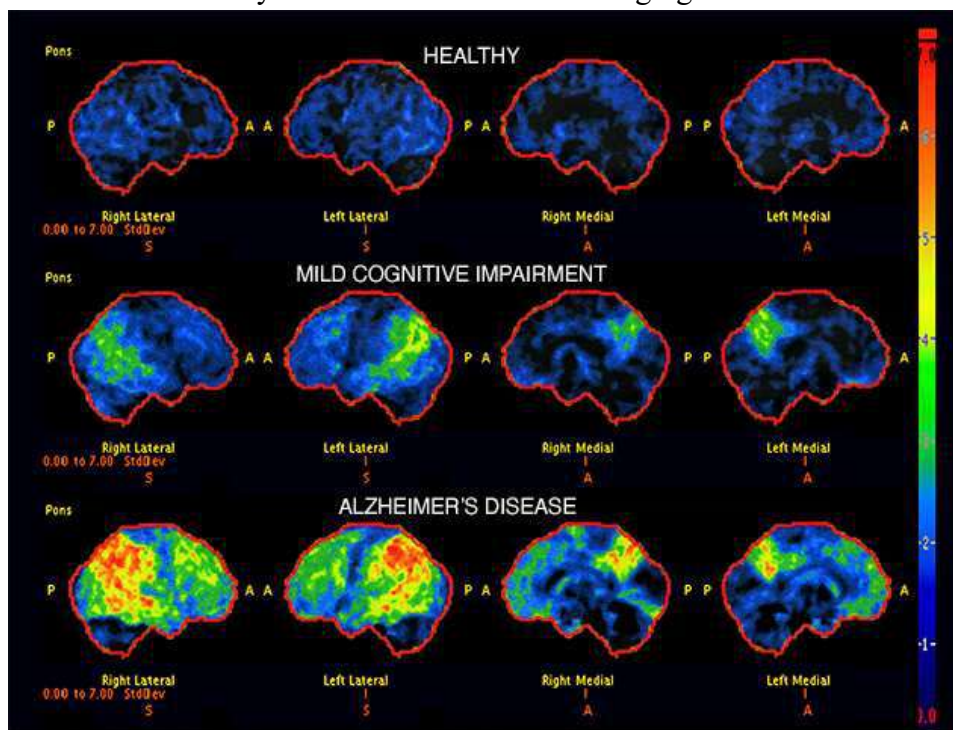 Pons
HEALTHY
P A A P A P P A
Right Lateral Left Lateral Right Medial Left Medial
0.00 to 7.00 StdDev
S S A A
Pons
MILD COGNITIVE IMPAIRMENT
P A A P A P P A
Right Lateral Left Lateral Right Medial Left Medial
0.00 to 7.00 StdDev
S S A A
Pons
ALZHEIMER'S DISEASE
P A A P A P P A
Right Lateral Left Lateral Right Medial Left Medial
0.00 to 7.00 StdDev
S S A A
7.0
-6-
-5-
-4-
-3-
-2-
-1-
0.0